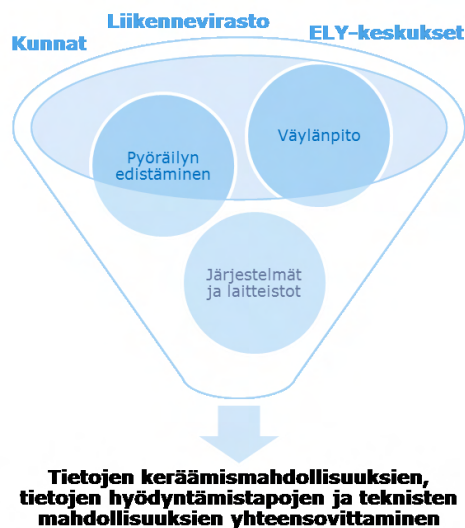 Liikennevirasto
Kunnat
ELY-keskukset
Väylänpito
Pyöräilyn
edistäminen
Järjestelmät
ja laitteistot
Tietojen keräämismahdollisuuksien,
tietojen hyödyntämistapojen ja teknisten
mahdollisuuksien yhteensovittaminen